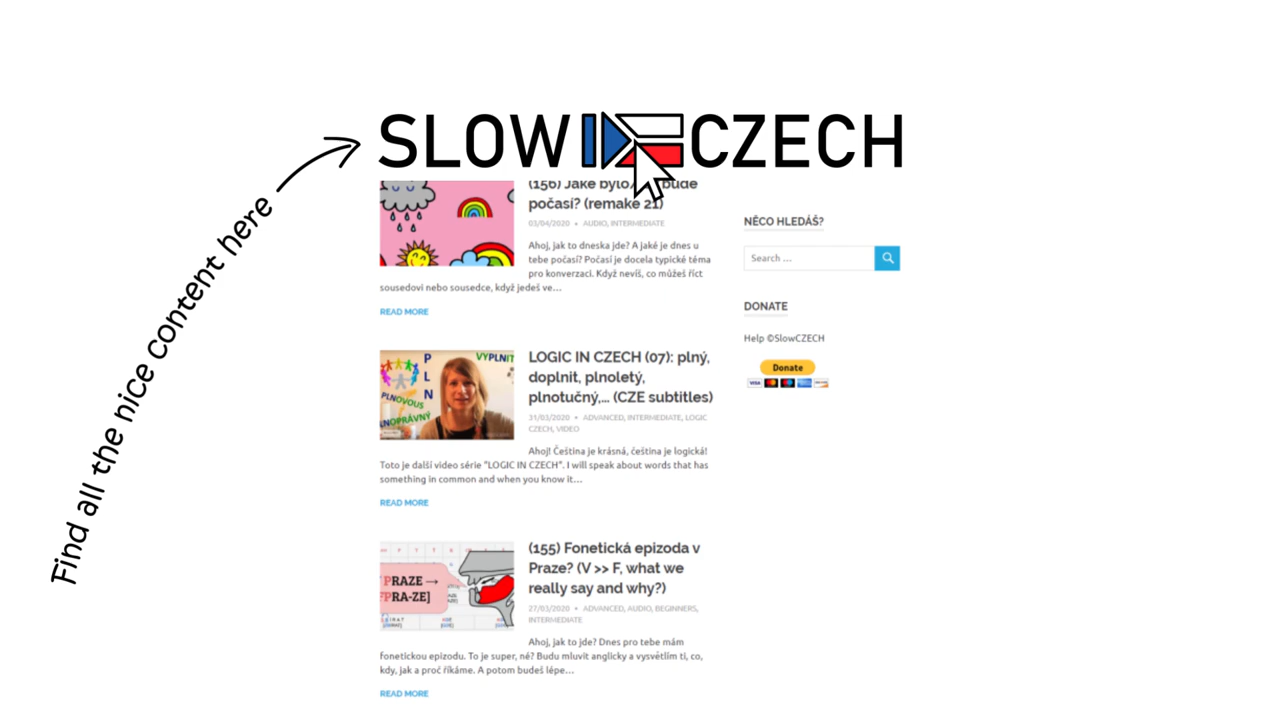 Find all the nice content here
SLOW CZECH
počasí? (remake 21)
03/04/2020 • AUDIO, INTERMEDIATE
Ahoj, jak to dneska jde? A jaké je dnes u
tebe počasí? Počasí je docela typické téma
pro konverzaci. Když nevíš, co můžeš říct
sousedovi nebo sousedce, když jedeš ve...
READ MORE
PLN
VYPLNIT
PLNOVOUS
LNOPRÁVNÝ
LOGIC IN CZECH (07): plný,
doplnit, plnoletý,
plnotučný,... (CZE subtitles)
31/03/2020 • ADVANCED, INTERMEDIATE, LOGIC
CZECH, VIDEO
Ahoj! Čeština je krásná, čeština je logická!
Toto je další video série "LOGIC IN CZECH". I will speak about words that has
something in common and when you know it...
READ MORE
PRAZE →
PRA-ZE]
(155) Fonetická epizoda v
Praze? (V >> F, what we
really say and why?)
27/03/2020 • ADVANCED, AUDIO, BEGINNERS,
INTERMEDIATE
Ahoj, jak to jde? Dnes pro tebe mám
fonetickou epizodu. To je super, né? Budu mluvit anglicky a vysvětlím ti, co,
kdy, jak a proč říkáme. A potom budeš lépe...
READ MORE
NĚCO HLEDÁŠ?
Search ...
DONATE
Help ©SlowCZECH
Donate
VISA